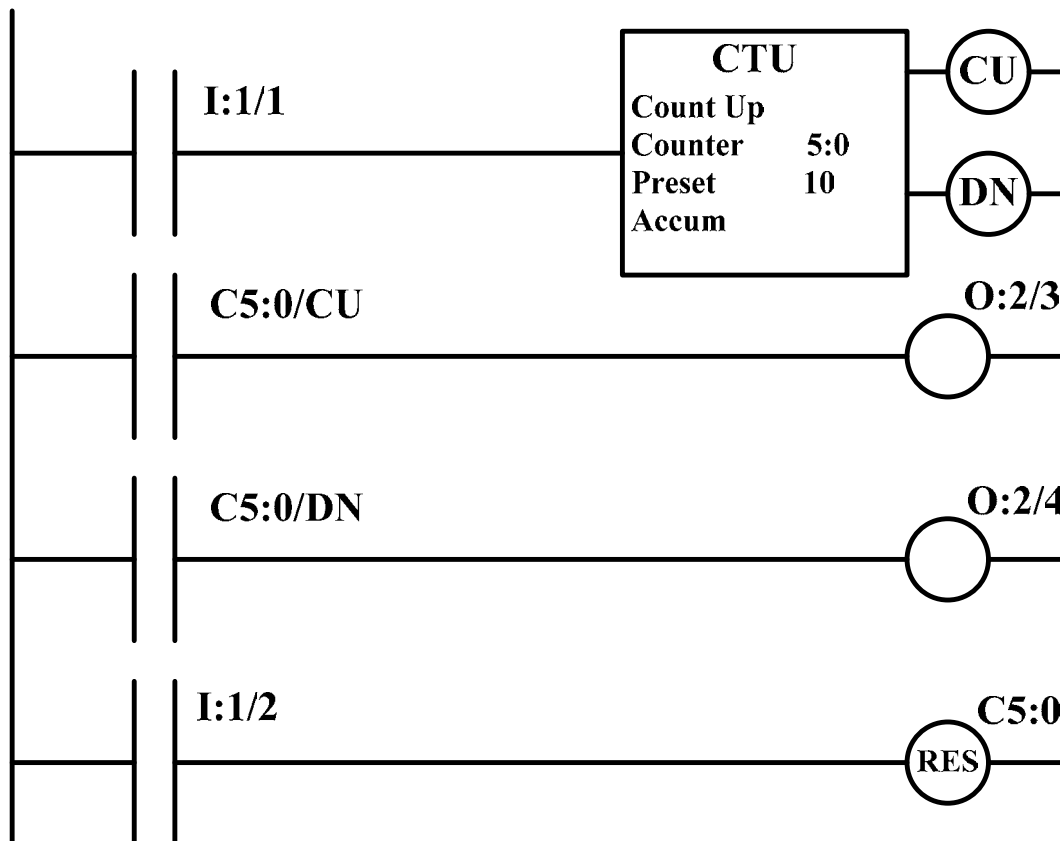 I:1/1
CTU
Count Up
Counter 5:0
Preset 10
Accum
CU
DN
C5:0/CU
O:2/3
C5:0/DN
O:2/4
I:1/2
C5:0
RES